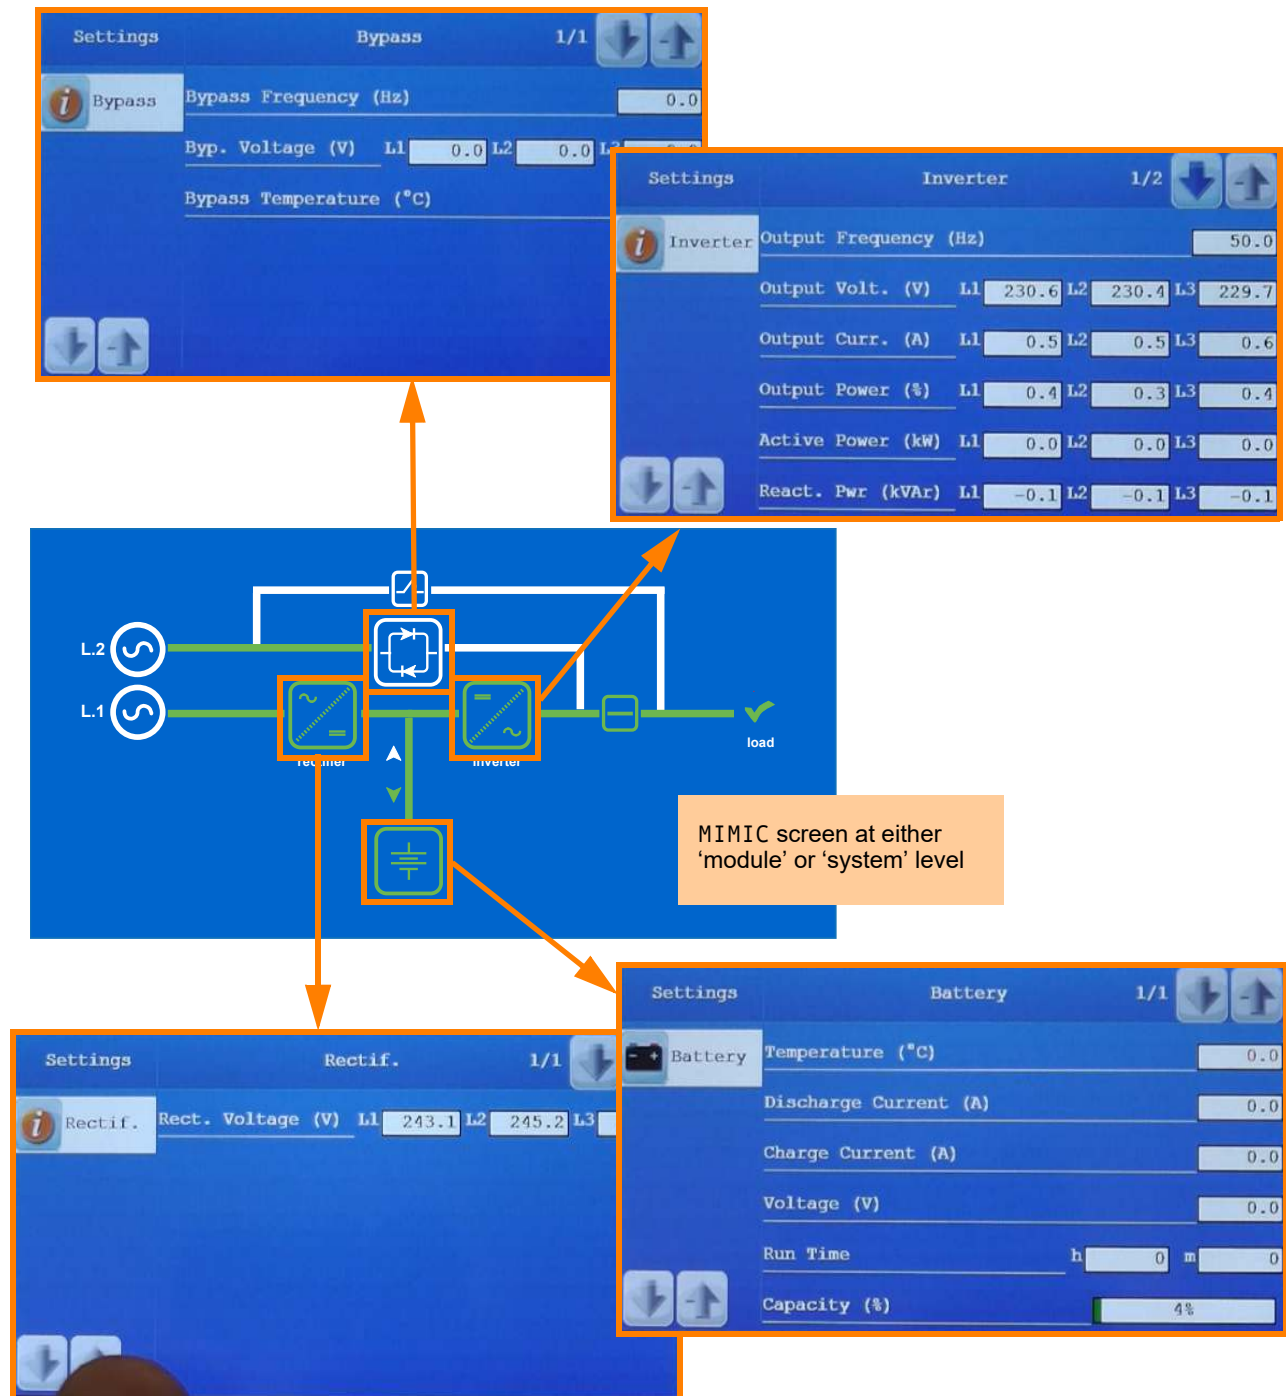 Settings Bypass 1/1
Bypass
Bypass Frequency (Hz) 0.0
Byp. Voltage (V) L1 0.0 L2 0.0
Bypass Temperature (°C)
Settings Inverter 1/2
Inverter
Output Frequency (Hz) 50.0
Output Volt. (V) L1 230.6 L2 230.4 L3 229.7
Output Curr. (A) L1 0.5 L2 0.5 L3 0.6
Output Power (%) L1 0.4 L2 0.3 L3 0.4
Active Power (kW) L1 0.0 L2 0.0 L3 0.0
React. Pwr (kVAr) L1 -0.1 L2 -0.1 L3 -0.1
L.2
L.1
rectifier
inverter
load
MIMIC screen at either
‘module’ or ‘system’ level
Settings Rectif. 1/1
Rectif.
Rect. Voltage (V) L1 243.1 L2 245.2 L3
Settings Battery 1/1
Battery
Temperature (°C) 0.0
Discharge Current (A) 0.0
Charge Current (A) 0.0
Voltage (V) 0.0
Run Time h 0 m 0
Capacity (%) 4%